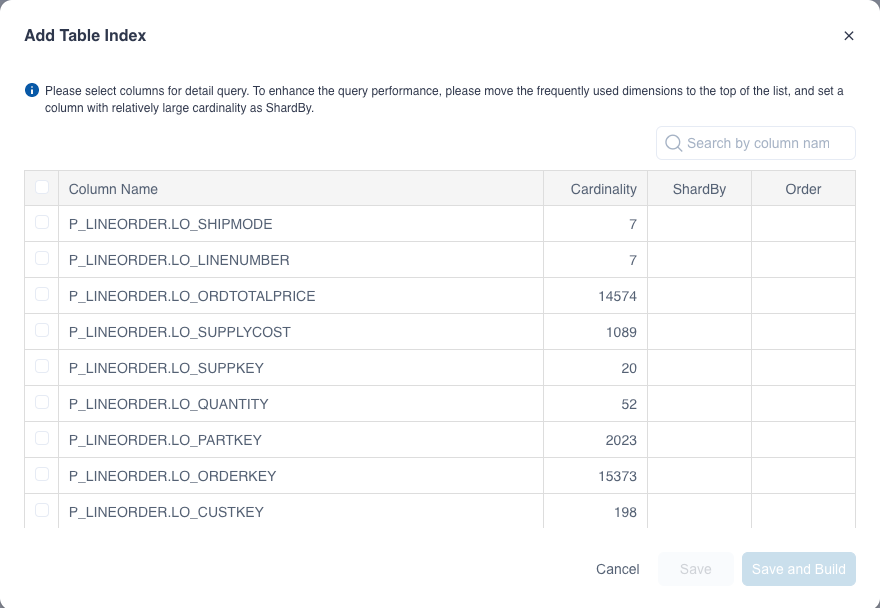 Add Table Index
Please select columns for detail query. To enhance the query performance, please move the frequently used dimensions to the top of the list, and set a
column with relatively large cardinality as ShardBy.
Search by column nam
Column Name Cardinality ShardBy Order
P_LINEORDER.LO_SHIPMODE 7
P_LINEORDER.LO_LINENUMBER 7
P_LINEORDER.LO_ORDTOTALPRICE 14574
P_LINEORDER.LO_SUPPLYCOST 1089
P_LINEORDER.LO_SUPPKEY 20
P_LINEORDER.LO_QUANTITY 52
P_LINEORDER.LO_PARTKEY 2023
P_LINEORDER.LO_ORDERKEY 15373
P_LINEORDER.LO_CUSTKEY 198
Cancel Save Save and Build